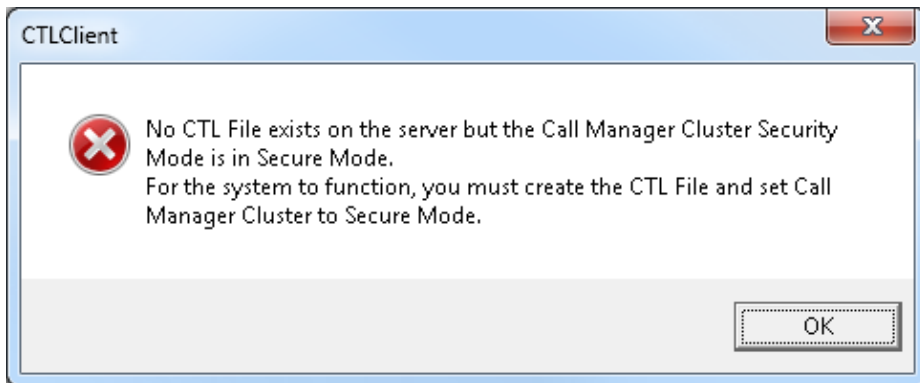 CTLClient
No CTL File exists on the server but the Call Manager Cluster Security
Mode is in Secure Mode.
For the system to function, you must create the CTL File and set Call
Manager Cluster to Secure Mode.
OK